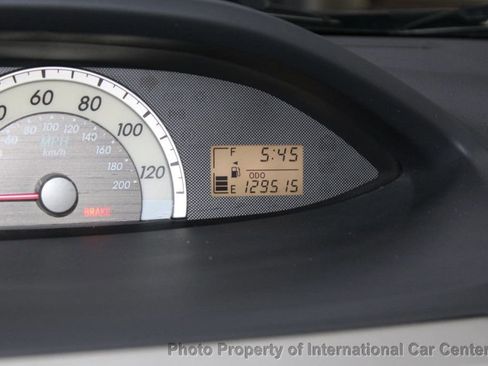 60
80
100
120
60 80 100 120
MPH
km/h
160
180
200
BRAKE
F 5:45
ODO
E 129515
Photo Property of International Car Center